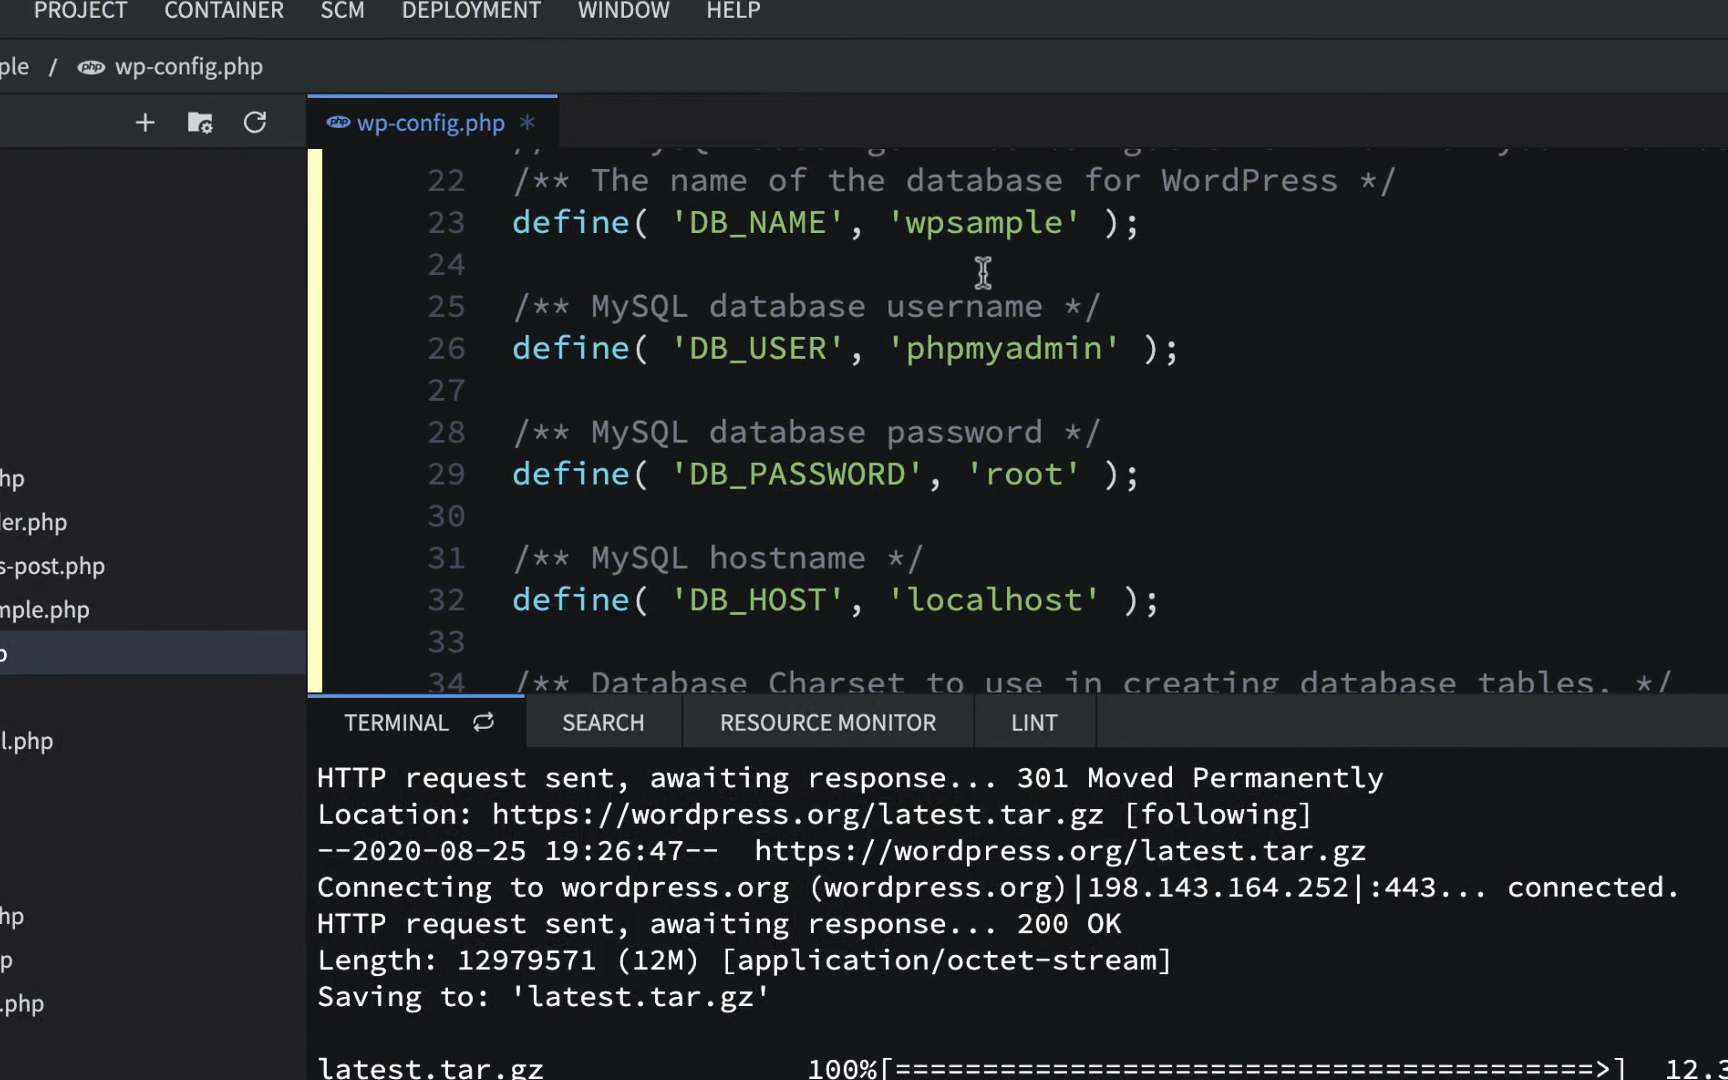 PROJECT CONTAINER SCM DEPLOYMENT WINDOW HELP
ple / php wp-config.php
+
php wp-config.php *
22 /** The name of the database for WordPress */
23 define( 'DB_NAME', 'wpsample' );
24
25 /** MySQL database username */
26 define( 'DB_USER', 'phpmyadmin' );
27
28 /** MySQL database password */
29 define( 'DB_PASSWORD', 'root' );
30
31 /** MySQL hostname */
32 define( 'DB_HOST', 'localhost' );
33
34 /** Database Charset to use in creating database tables. */
hp
ler.php
s-post.php
mple.php
p
l.php
hp
p
.php
TERMINAL SEARCH RESOURCE MONITOR LINT
HTTP request sent, awaiting response... 301 Moved Permanently
Location: https://wordpress.org/latest.tar.gz [following]
--2020-08-25 19:26:47-- https://wordpress.org/latest.tar.gz
Connecting to wordpress.org (wordpress.org)|198.143.164.252|:443... connected.
HTTP request sent, awaiting response... 200 OK
Length: 12979571 (12M) [application/octet-stream]
Saving to: 'latest.tar.gz'
latest.tar.gz 100%[====================================>] 12.3